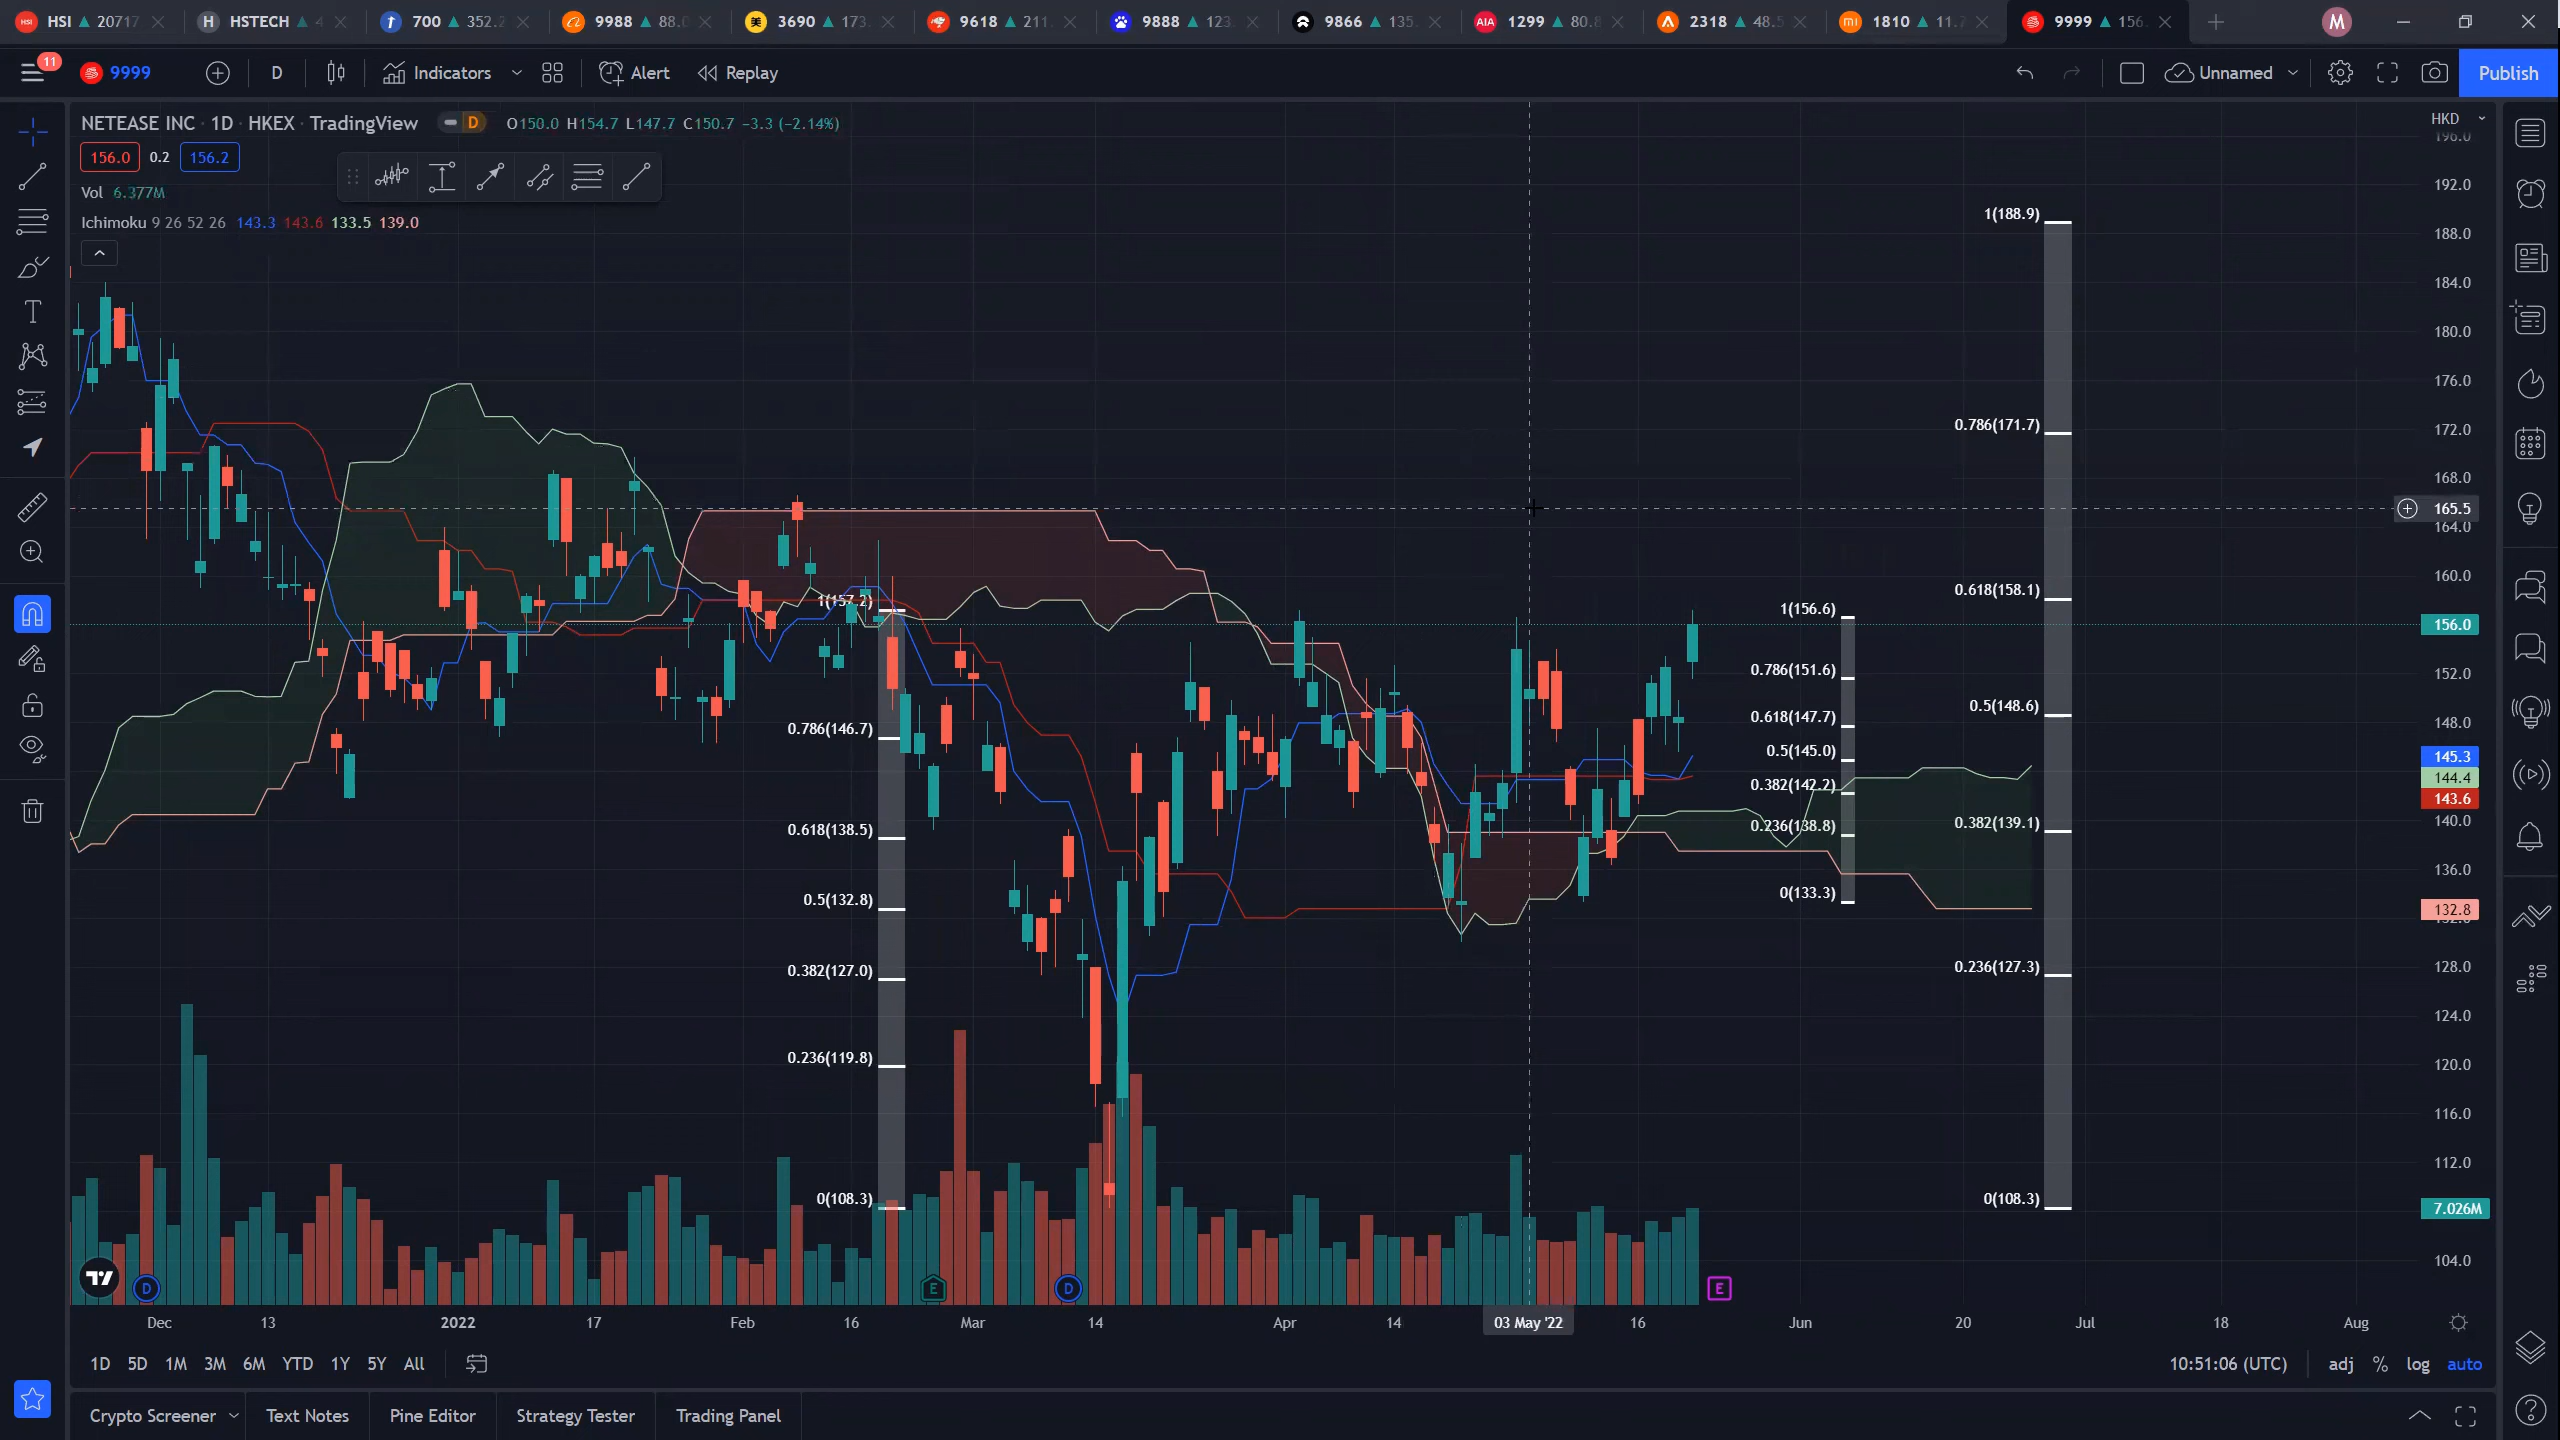 HSI ▲ 20717
H HSTECH ▲ 4
700 ▲ 352.2
9988 ▲ 88.0
美 3690 ▲ 173.
9618 ▲ 211.
9888 ▲ 123.
9866 ▲ 135.
AIA 1299 ▲ 80.8
2318 ▲ 48.5
mi 1810 ▲ 11.7
9999 ▲ 156.
M
11
9999
D
Indicators
Alert
Replay
Unnamed
Publish
NETEASE INC · 1D · HKEX · TradingView
D
O150.0 H154.7 L147.7 C150.7 −3.3 (−2.14%)
HKD
156.0 0.2 156.2
Vol 6.377M
Ichimoku 9 26 52 26 143.3 143.6 133.5 139.0
196.0
192.0
188.0
184.0
180.0
176.0
172.0
168.0
165.5
164.0
160.0
156.0
152.0
148.0
145.3
144.4
143.6
140.0
136.0
132.8
132.0
128.0
124.0
120.0
116.0
112.0
7.026M
104.0
1(157.2)
0.786(146.7)
0.618(138.5)
0.5(132.8)
0.382(127.0)
0.236(119.8)
0(108.3)
1(156.6)
0.786(151.6)
0.618(147.7)
0.5(145.0)
0.382(142.2)
0.236(138.8)
0(133.3)
1(188.9)
0.786(171.7)
0.618(158.1)
0.5(148.6)
0.382(139.1)
0.236(127.3)
0(108.3)
D
E
D
E
Dec 13 2022 17 Feb 16 Mar 14 Apr 14 03 May '22 16 Jun 20 Jul 18 Aug
1D 5D 1M 3M 6M YTD 1Y 5Y All
10:51:06 (UTC)
adj % log auto
Crypto Screener
Text Notes
Pine Editor
Strategy Tester
Trading Panel